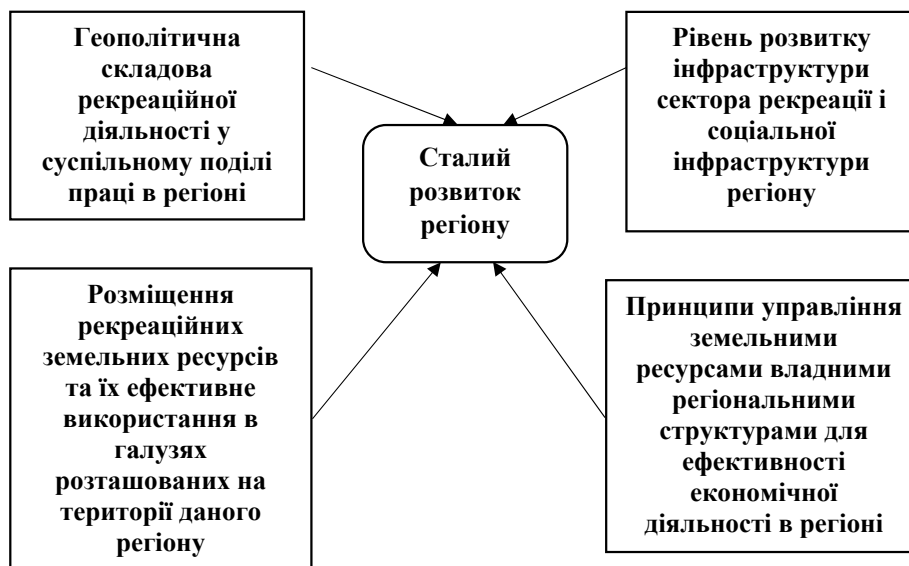 Геополітична
складова
рекреаційної
діяльності у
суспільному поділі
праці в регіоні
Рівень розвитку
інфраструктури
сектора рекреації і
соціальної
інфраструктури
регіону
Сталий
розвиток
регіону
Розміщення
рекреаційних
земельних ресурсів
та їх ефективне
використання в
галузях
розташованих на
території даного
регіону
Принципи управління
земельними
ресурсами владними
регіональними
структурами для
ефективності
економічної
діяльності в регіоні